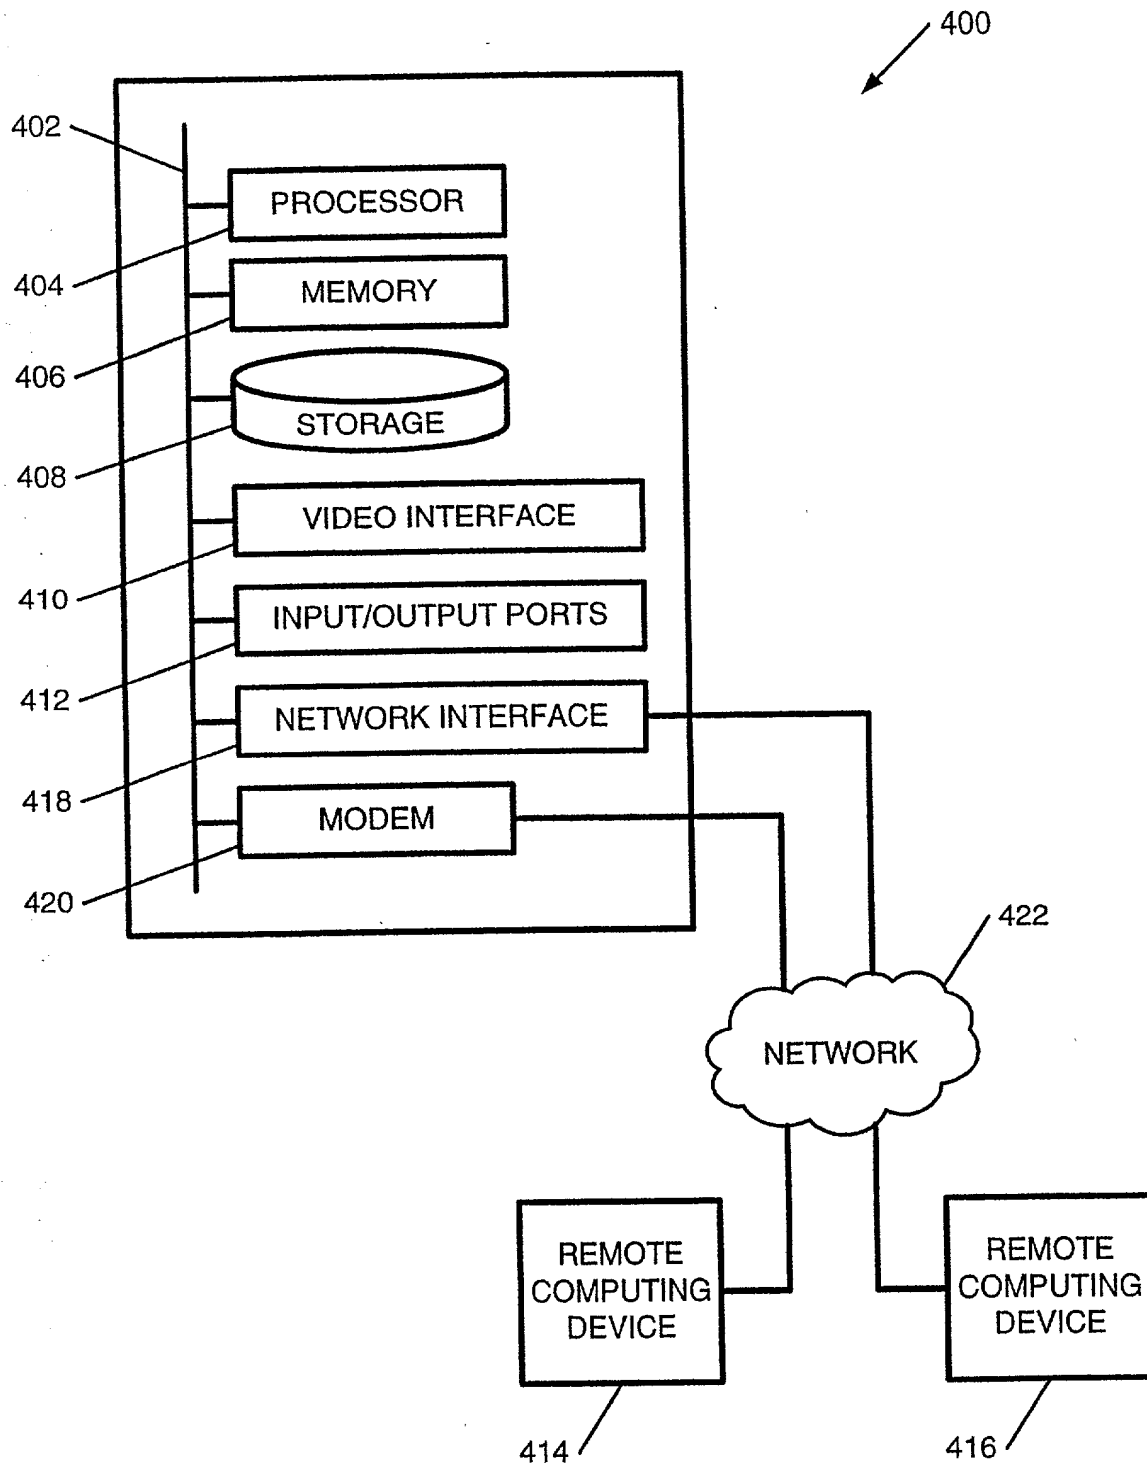 400
402
PROCESSOR
404
MEMORY
406
STORAGE
408
VIDEO INTERFACE
410
INPUT/OUTPUT PORTS
412
NETWORK INTERFACE
418
MODEM
420
422
NETWORK
REMOTE
COMPUTING
DEVICE
REMOTE
COMPUTING
DEVICE
414
416